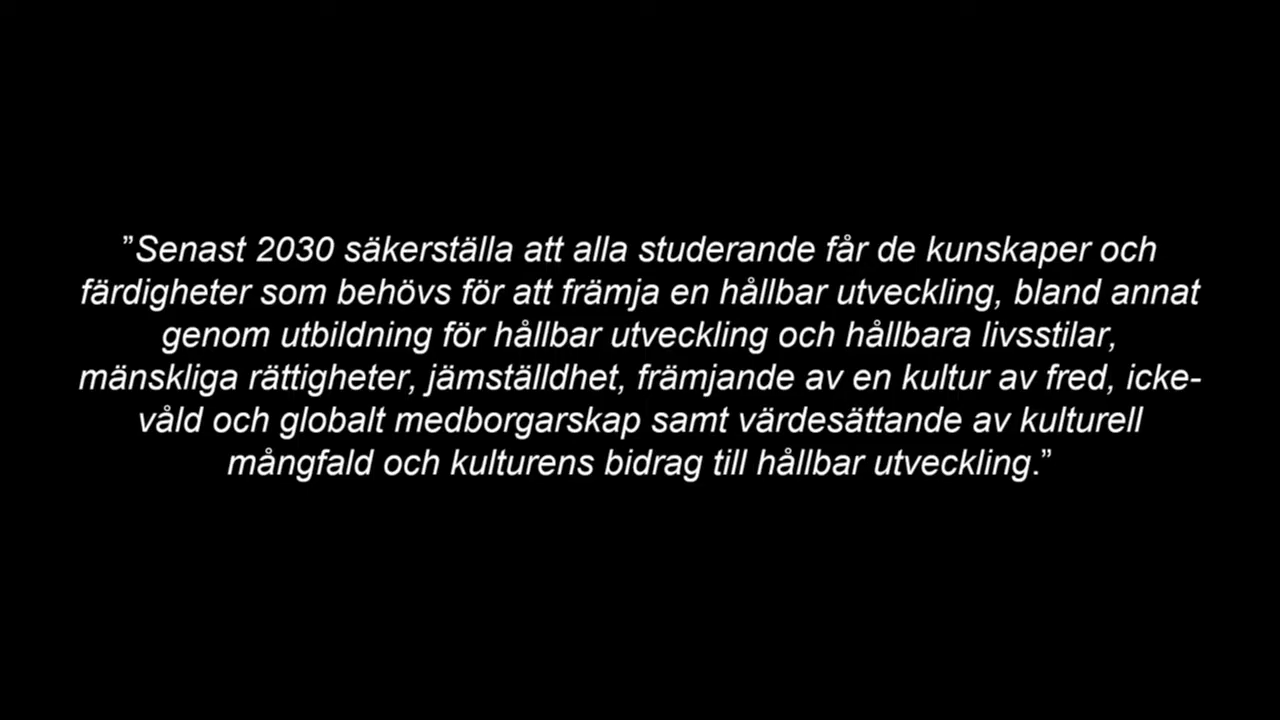 ”Senast 2030 säkerställa att alla studerande får de kunskaper och
färdigheter som behövs för att främja en hållbar utveckling, bland annat
genom utbildning för hållbar utveckling och hållbara livsstilar,
mänskliga rättigheter, jämställdhet, främjande av en kultur av fred, icke-
våld och globalt medborgarskap samt värdesättande av kulturell
mångfald och kulturens bidrag till hållbar utveckling.”